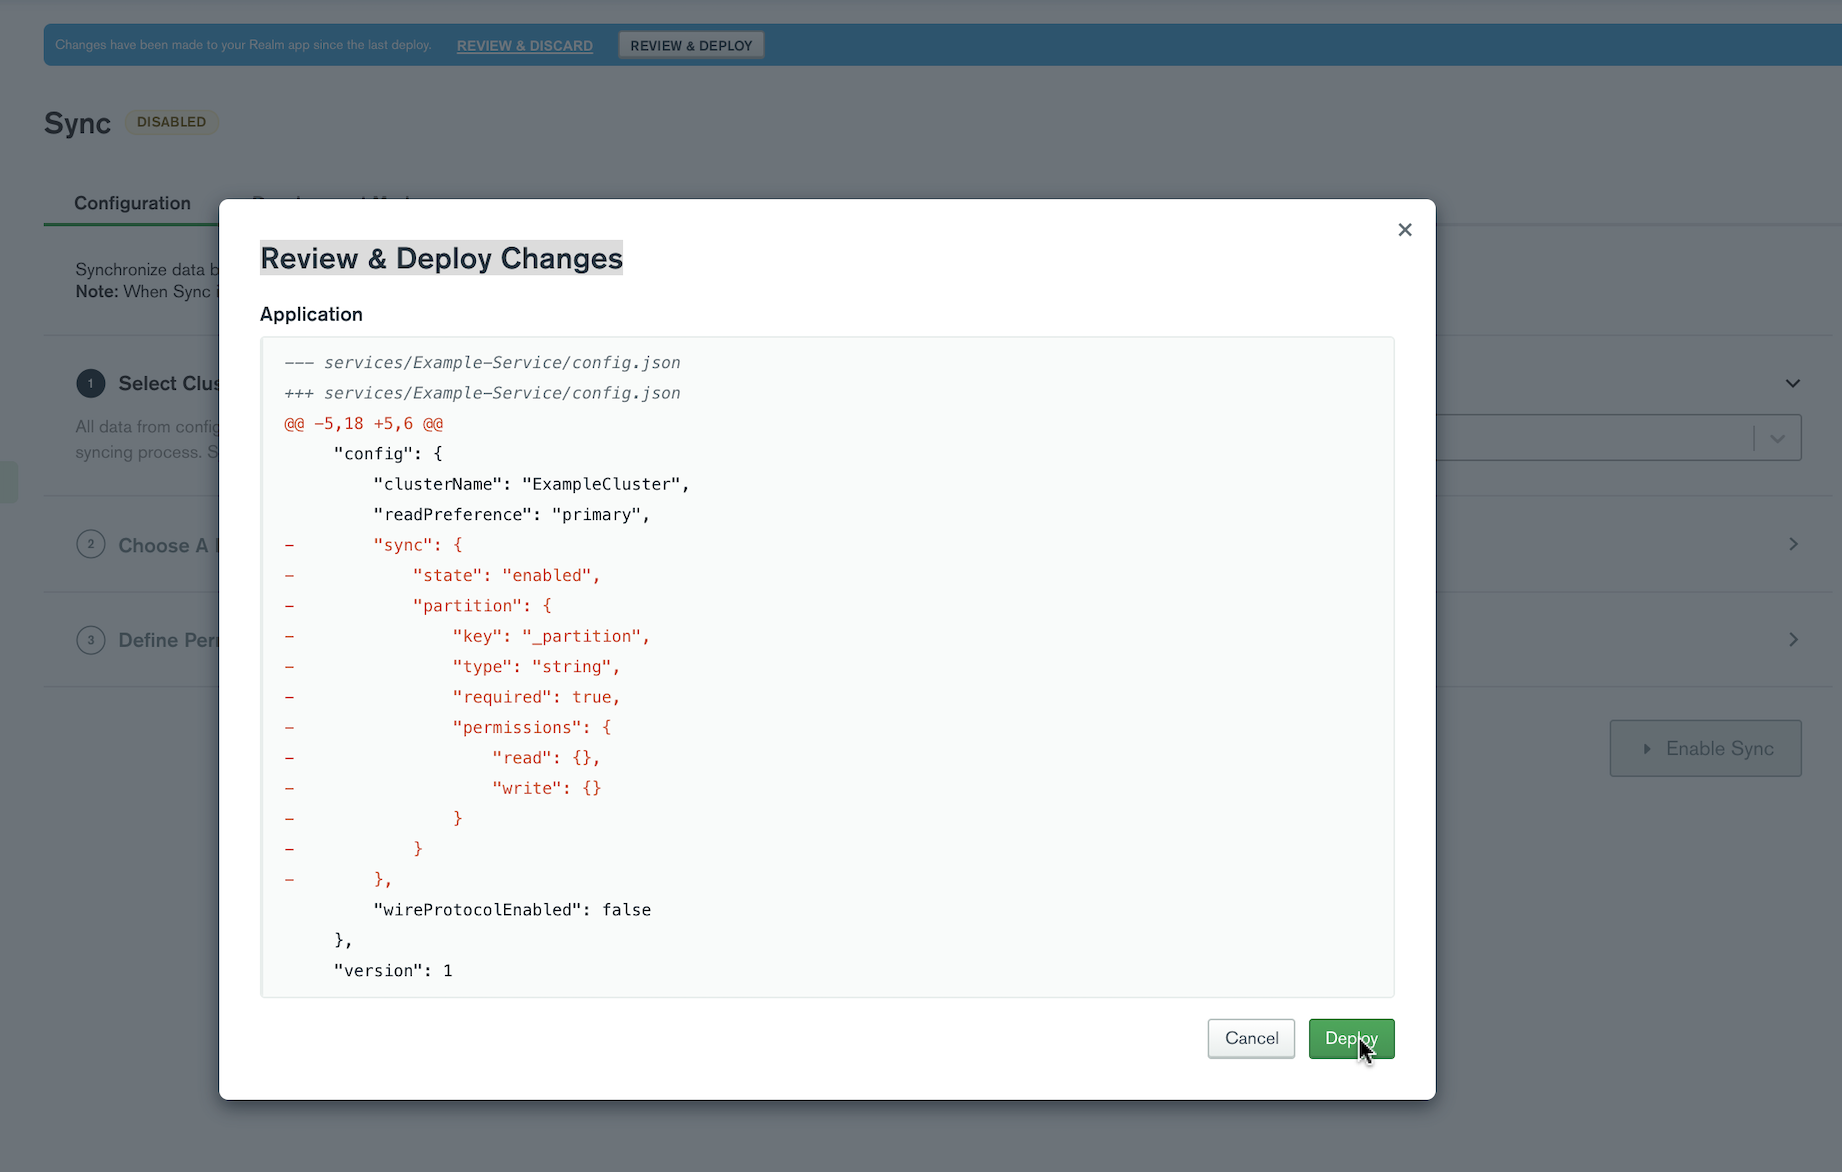 Changes have been made to your Realm app since the last deploy. REVIEW & DISCARD REVIEW & DEPLOY
Sync DISABLED
Configuration
Synchronize data b
Note: When Sync i
1 Select Clus
All data from config
syncing process. S
2 Choose A
3 Define Per
Enable Sync
Review & Deploy Changes
Application
--- services/Example-Service/config.json
+++ services/Example-Service/config.json
@@ -5,18 +5,6 @@
"config": {
"clusterName": "ExampleCluster",
"readPreference": "primary",
- "sync": {
- "state": "enabled",
- "partition": {
- "key": "_partition",
- "type": "string",
- "required": true,
- "permissions": {
- "read": {},
- "write": {}
- }
- }
- },
"wireProtocolEnabled": false
},
"version": 1
Cancel Deploy